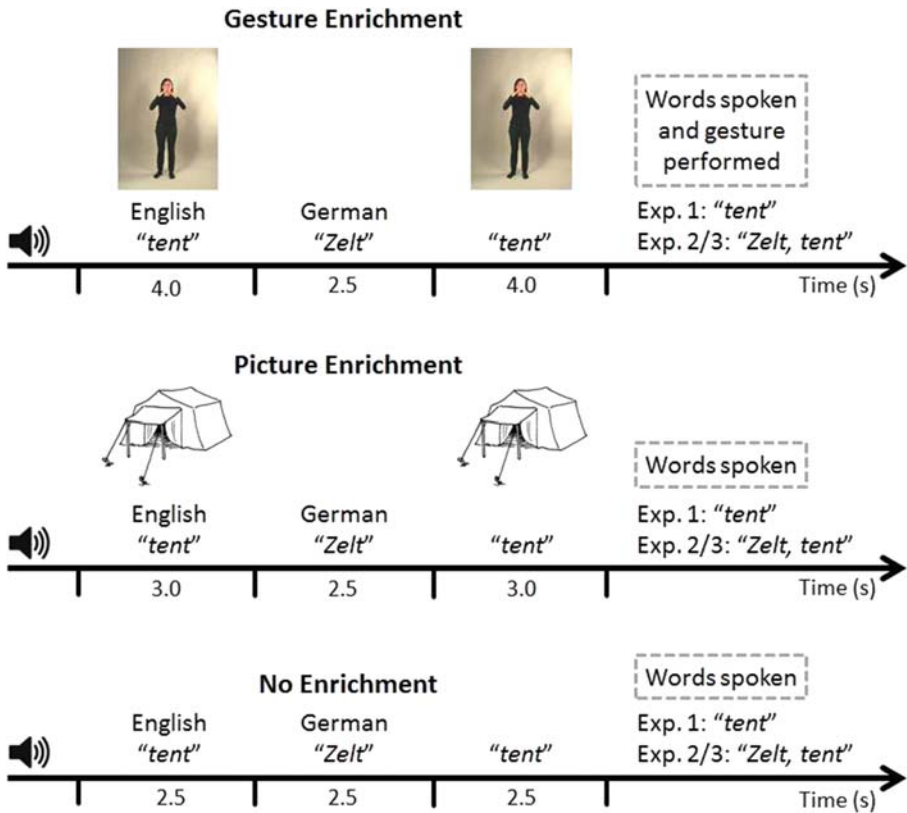 Gesture Enrichment
Words spoken
and gesture
performed
English German
"tent" "Zelt" "tent"
Exp. 1: "tent"
Exp. 2/3: "Zelt, tent"
4.0 2.5 4.0 Time (s)
Picture Enrichment
Words spoken
English German
"tent" "Zelt" "tent"
Exp. 1: "tent"
Exp. 2/3: "Zelt, tent"
3.0 2.5 3.0 Time (s)
No Enrichment
Words spoken
English German
"tent" "Zelt" "tent"
Exp. 1: "tent"
Exp. 2/3: "Zelt, tent"
2.5 2.5 2.5 Time (s)